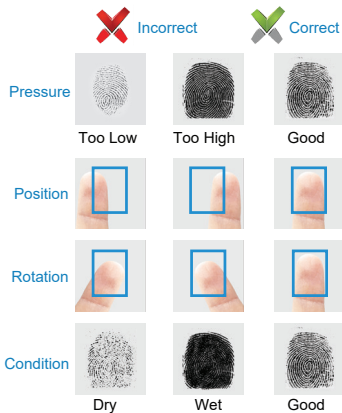 Incorrect Correct
Pressure
Too Low Too High Good
Position
Rotation
Condition
Dry Wet Good